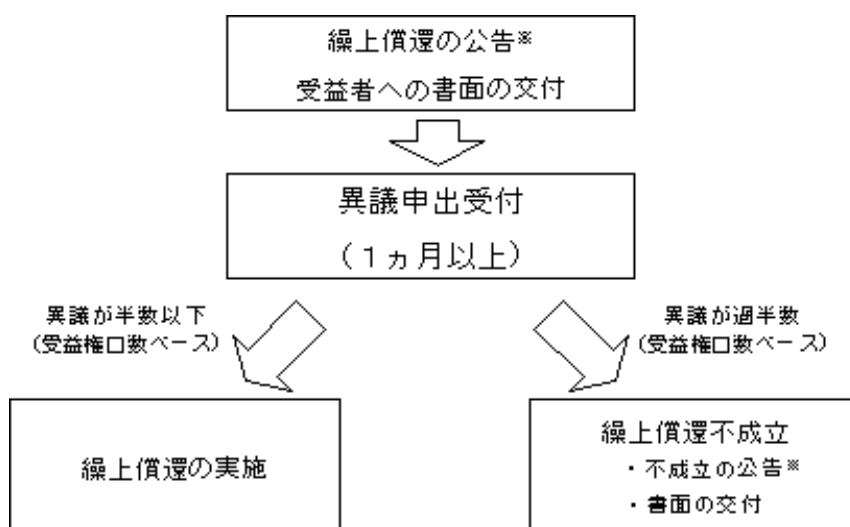 繰上償還の公告※
受益者への書面の交付
異議申出受付
（１ヵ月以上）
異議が半数以下
（受益権口数ベース）
異議が過半数
（受益権口数ベース）
繰上償還の実施
繰上償還不成立
・不成立の公告※
・書面の交付